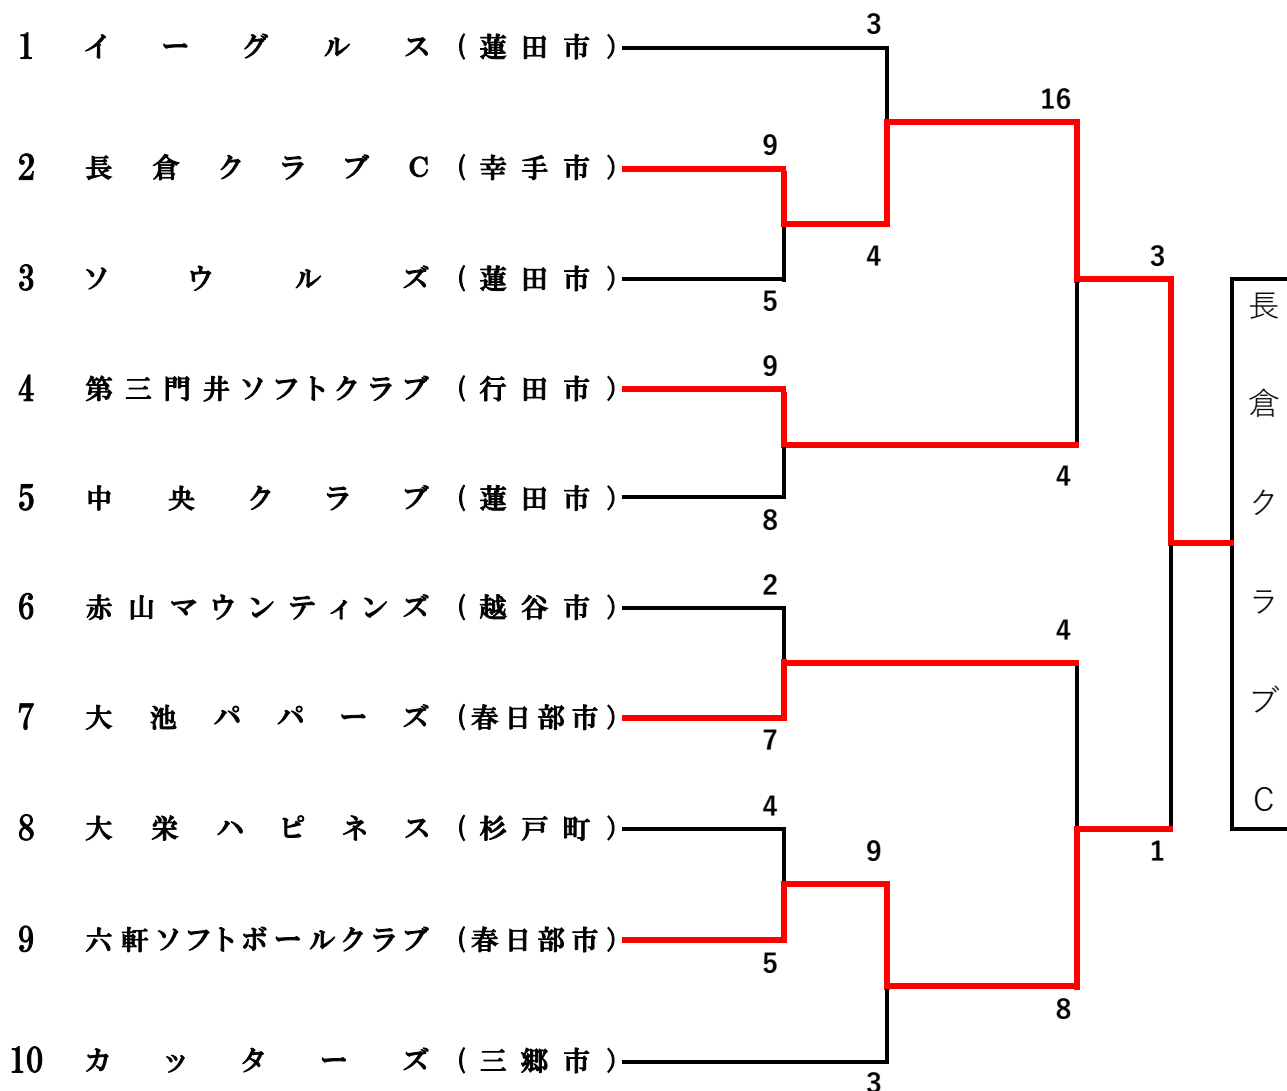 3
1 イーグルス (蓮田市)
16
9
2 長倉クラブC (幸手市)
4
3
3 ソウルズ (蓮田市)
5
9
4 第三門井ソフトクラブ (行田市)
4
5 中央クラブ (蓮田市)
8
2
6 赤山マウンティンズ (越谷市)
4
7 大池パパーズ (春日部市)
7
4
8 大栄ハピネス (杉戸町)
9
1
9 六軒ソフトボールクラブ (春日部市)
5
8
10 カッターズ (三郷市)
3
長倉クラブC